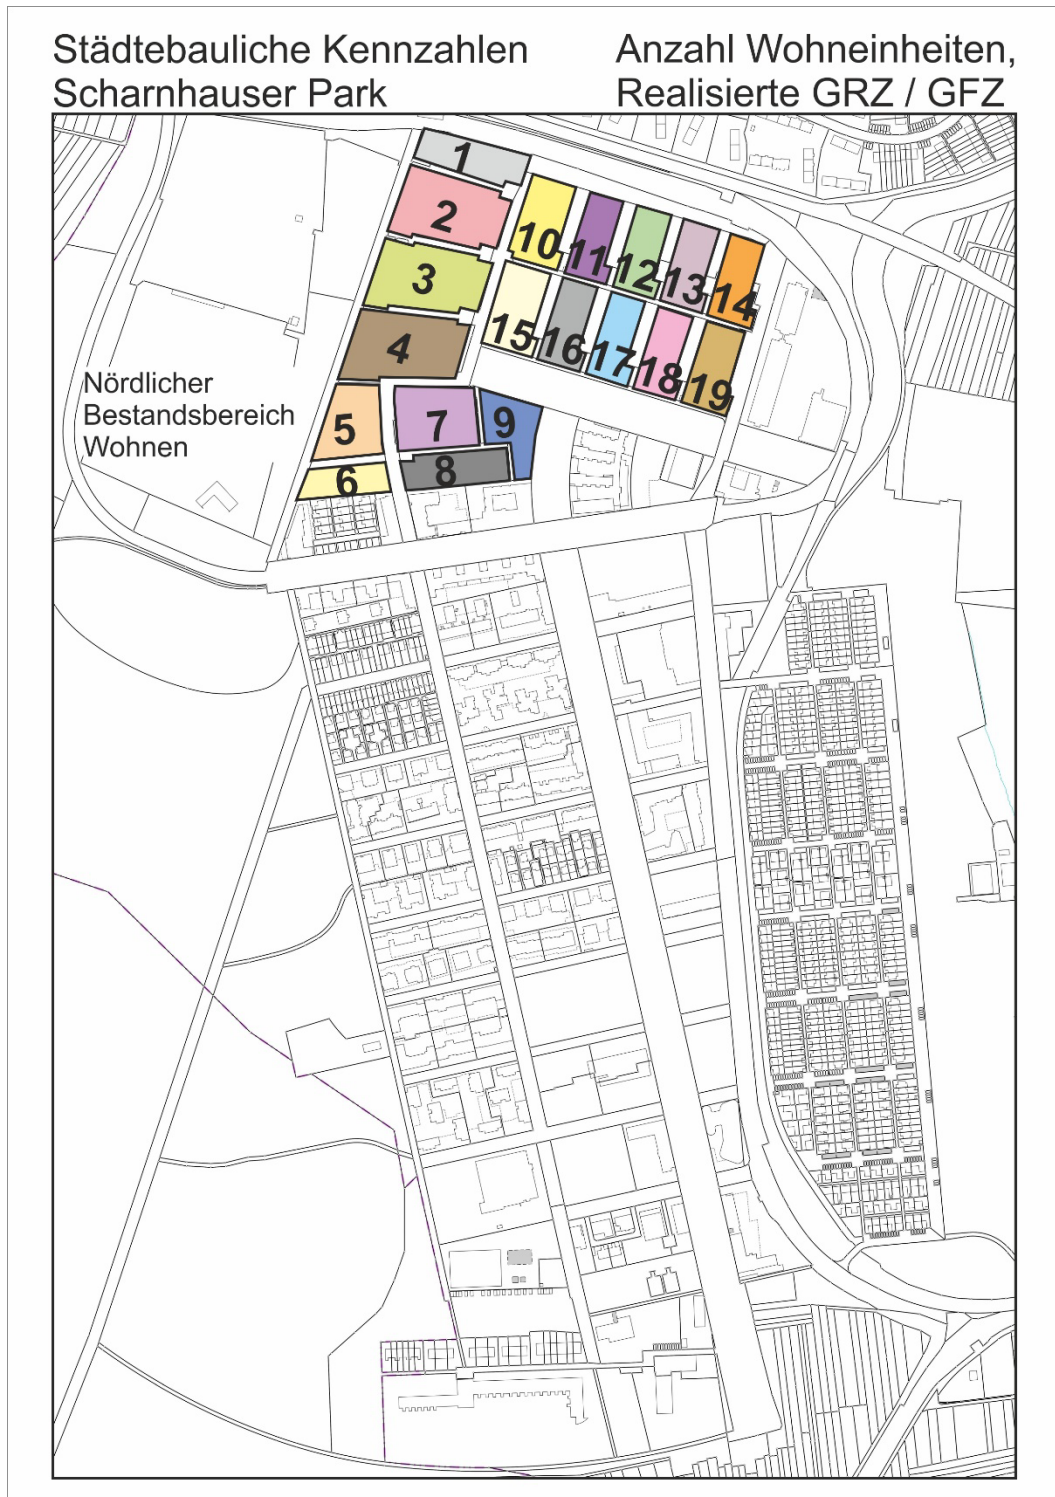 Städtebauliche Kennzahlen
Scharnhauser Park
Anzahl Wohneinheiten,
Realisierte GRZ / GFZ
1
2
3
4
5
6
7
8
9
10
11
12
13
14
15
16
17
18
19
Nördlicher
Bestandsbereich
Wohnen